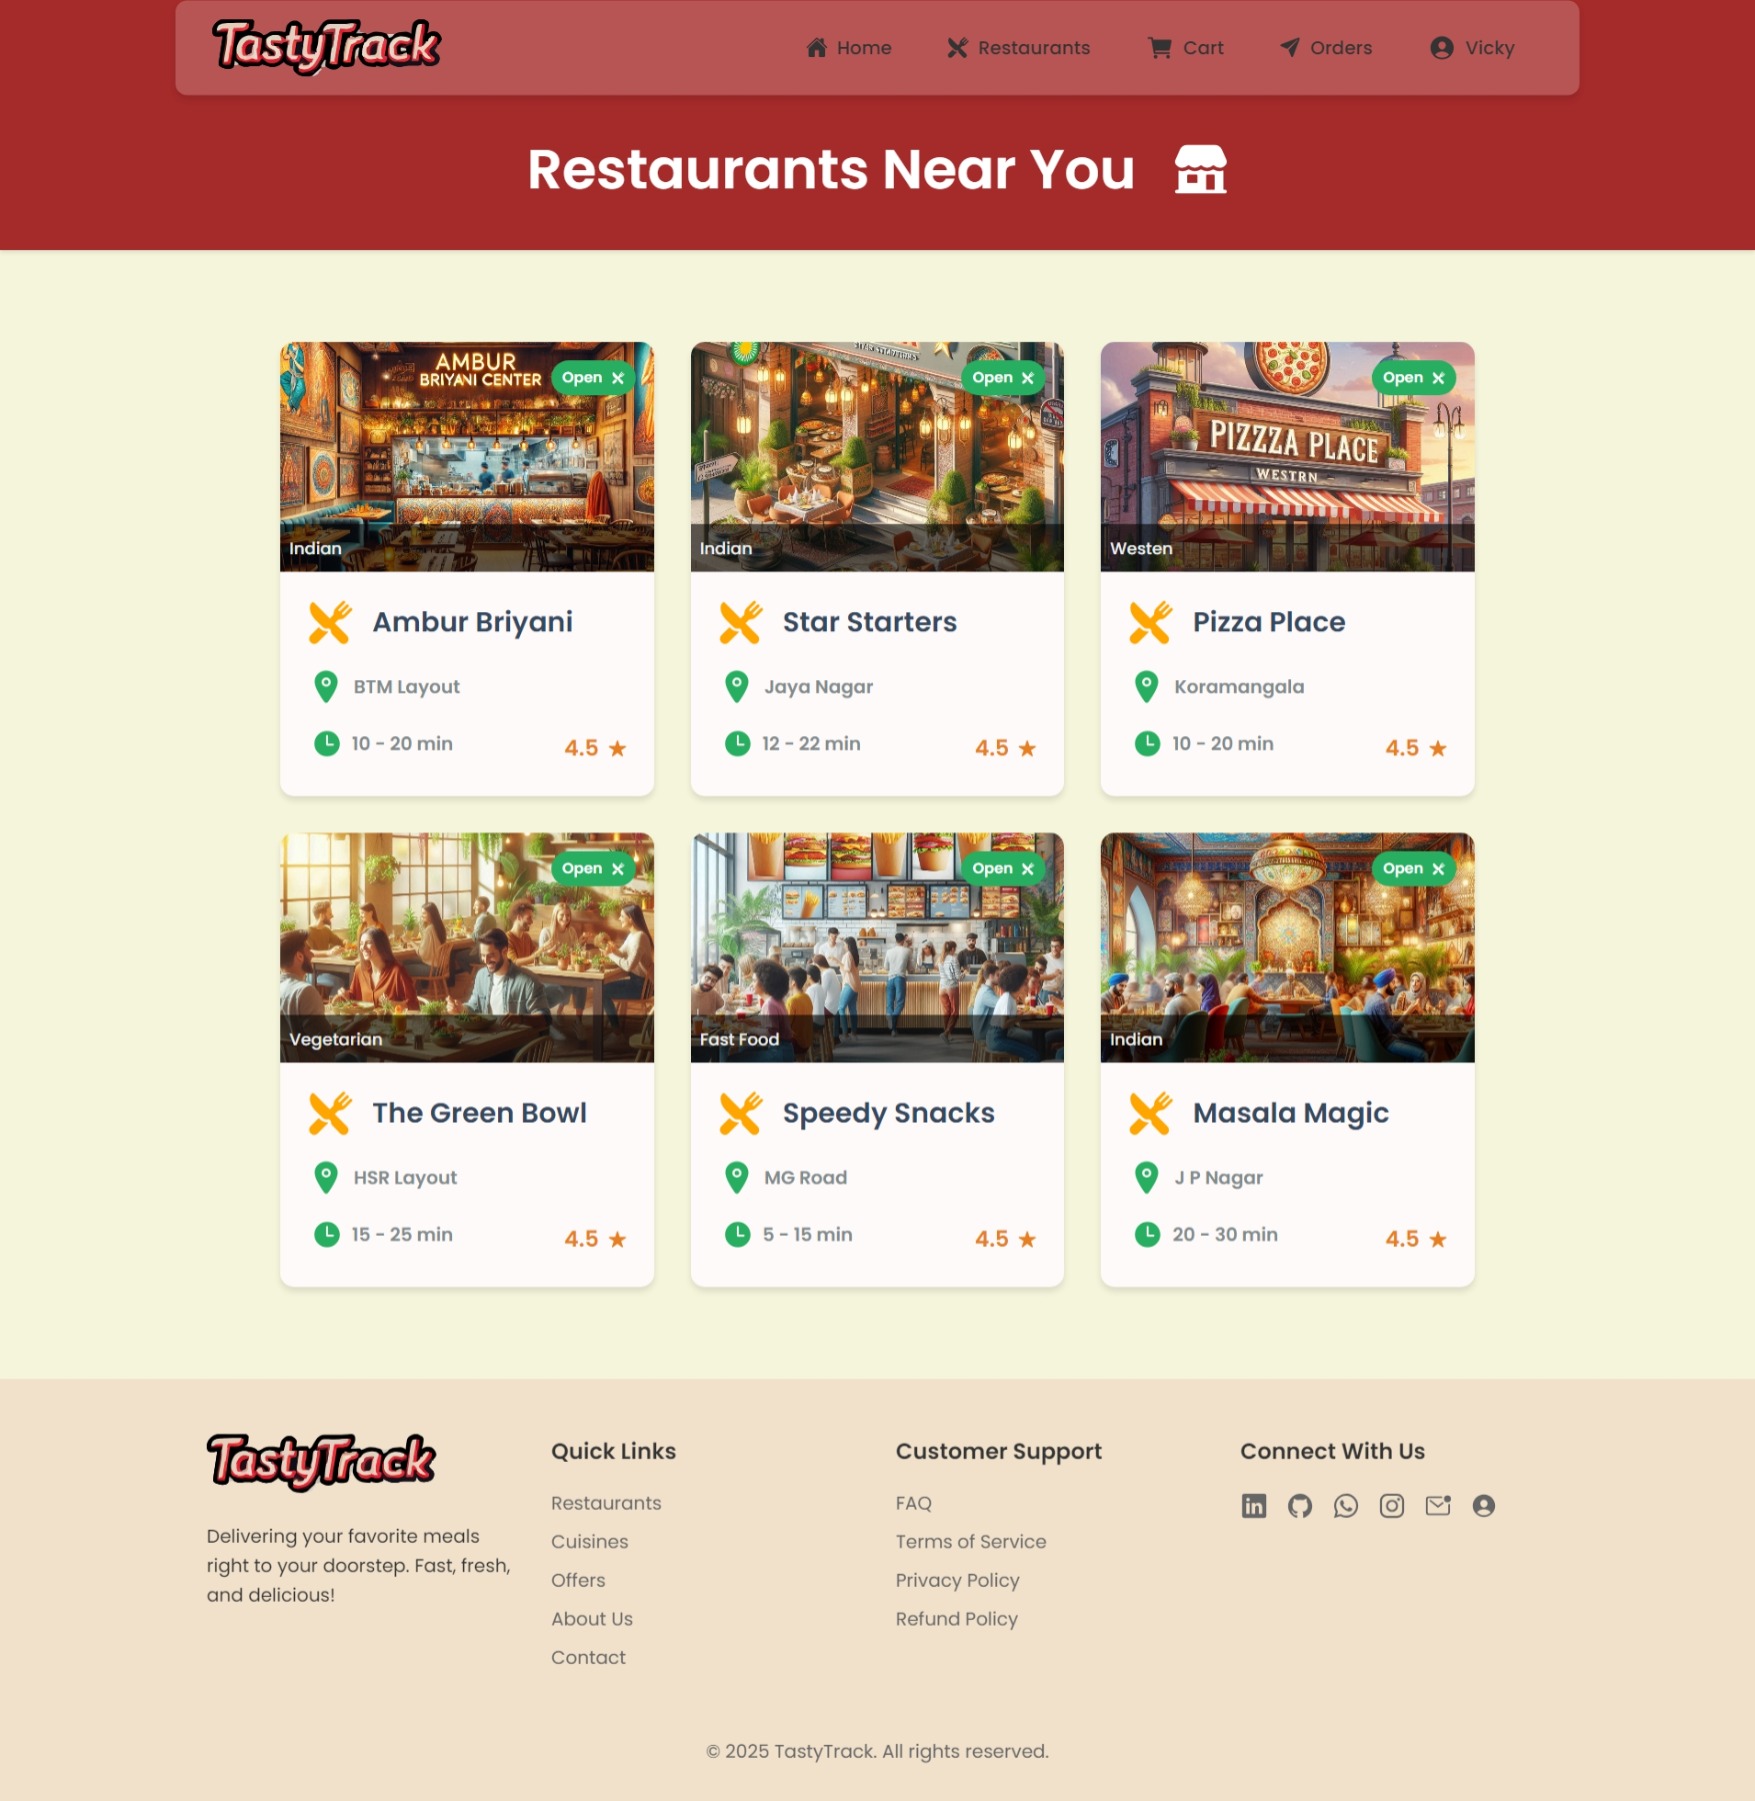 TastyTrack
Home
Restaurants
Cart
Orders
Vicky
Restaurants Near You
AMBUR
BRIYANI CENTER
Open
Indian
Ambur Briyani
BTM Layout
10 - 20 min
4.5
Open
Indian
Star Starters
Jaya Nagar
12 - 22 min
4.5
PIZZZA PLACE
WESTRN
Open
Westen
Pizza Place
Koramangala
10 - 20 min
4.5
Open
Vegetarian
The Green Bowl
HSR Layout
15 - 25 min
4.5
Open
Fast Food
Speedy Snacks
MG Road
5 - 15 min
4.5
Open
Indian
Masala Magic
J P Nagar
20 - 30 min
4.5
TastyTrack
Delivering your favorite meals
right to your doorstep. Fast, fresh,
and delicious!
Quick Links
Restaurants
Cuisines
Offers
About Us
Contact
Customer Support
FAQ
Terms of Service
Privacy Policy
Refund Policy
Connect With Us
in
© 2025 TastyTrack. All rights reserved.